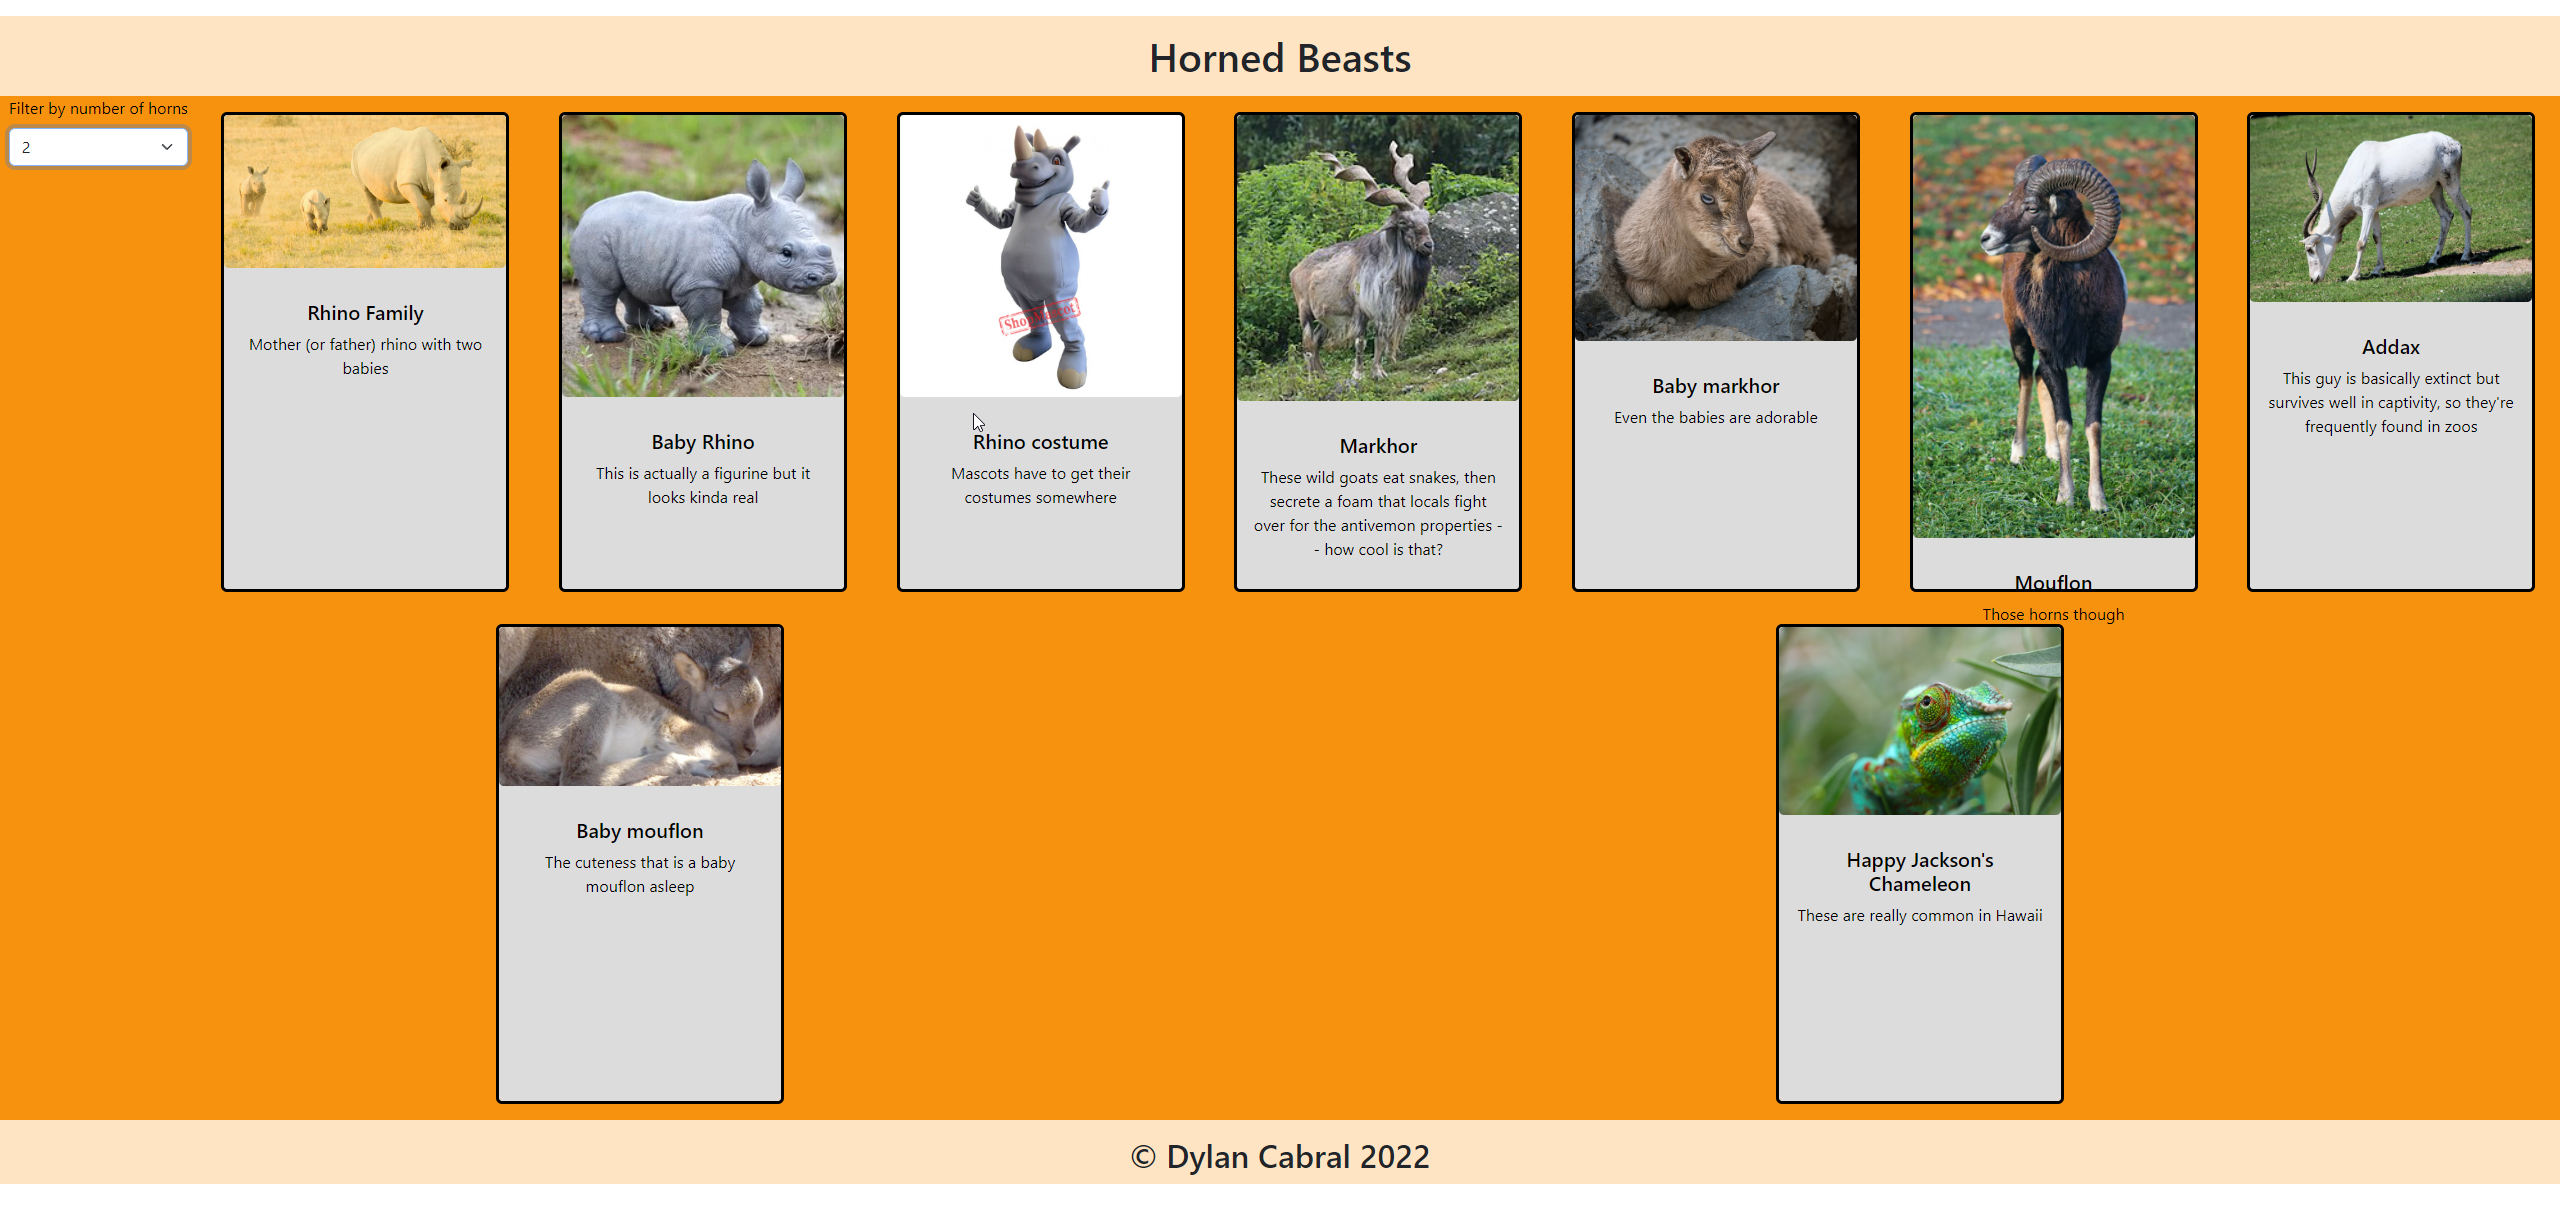 Horned Beasts
Filter by number of horns
2
Rhino Family
Mother (or father) rhino with two
babies
Baby Rhino
This is actually a figurine but it
looks kinda real
ShopMascot
Rhino costume
Mascots have to get their
costumes somewhere
Markhor
These wild goats eat snakes, then
secrete a foam that locals fight
over for the antivemon properties -
- how cool is that?
Baby markhor
Even the babies are adorable
Mouflon
Those horns though
Addax
This guy is basically extinct but
survives well in captivity, so they're
frequently found in zoos
Baby mouflon
The cuteness that is a baby
mouflon asleep
Happy Jackson's
Chameleon
These are really common in Hawaii
© Dylan Cabral 2022